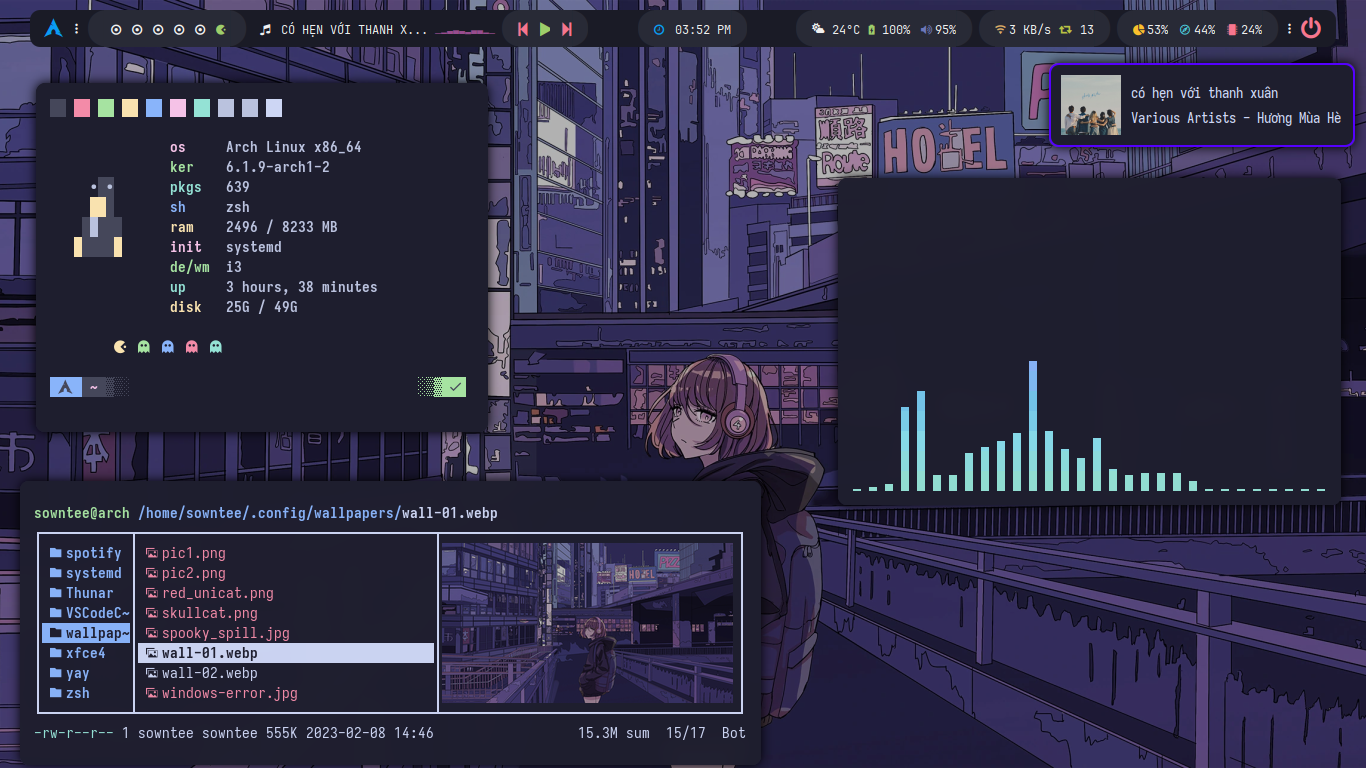 CÓ HẸN VỚI THANH X...
03:52 PM
24°C 100% 95%
3 KB/s 13
53% 44% 24%
có hẹn với thanh xuân
Various Artists - Hương Mùa Hè
os Arch Linux x86_64
ker 6.1.9-arch1-2
pkgs 639
sh zsh
ram 2496 / 8233 MB
init systemd
de/wm i3
up 3 hours, 38 minutes
disk 25G / 49G
~
順路
Route
HOTEL
sowntee@arch /home/sowntee/.config/wallpapers/wall-01.webp
spotify pic1.png
systemd pic2.png
Thunar red_unicat.png
VSCodeC~ skullcat.png
wallpap~ spooky_spill.jpg
xfce4 wall-01.webp
yay wall-02.webp
zsh windows-error.jpg
-rw-r--r-- 1 sowntee sowntee 555K 2023-02-08 14:46 15.3M sum 15/17 Bot